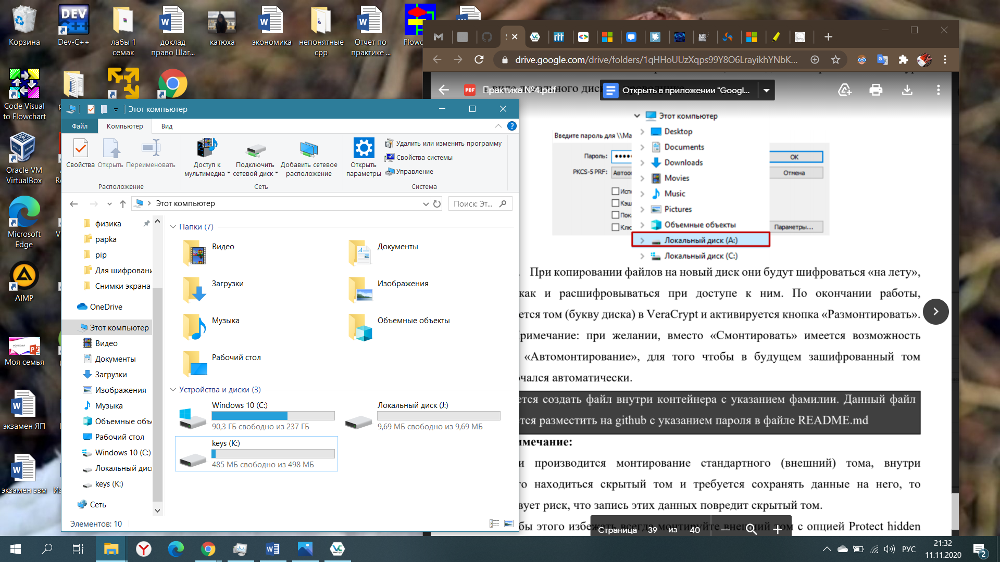 Корзина
Dev-C++
лабы 1
семак
доклад
право Шаг...
катюха
экономика
непонятные
срр
Отчет по
практике ...
Code Visual
to Flowchart
Oracle VM
VirtualBox
Microsoft
Edge
AIMP
Моя семья
экзамен ЯП
экзамен эвм
Этот компьютер
Файл
Компьютер
Вид
Свойства
Открыть
Переименовать
Расположение
Доступ к
мультимедиа
Подключить
сетевой диск
Добавить сетевое
расположение
Сеть
Открыть
параметры
Удалить или изменить программу
Свойства системы
Управление
Система
Этот компьютер
Поиск: Эт...
физика
papka
pip
Для шифровани
Снимки экрана
OneDrive
Этот компьютер
Видео
Документы
Загрузки
Изображения
Музыка
Объемные объе
Рабочий стол
Windows 10 (C:)
Локальный дис
keys (K:)
Сеть
Папки (7)
Видео
Документы
Загрузки
Изображения
Музыка
Объемные объекты
Рабочий стол
Устройства и диски (3)
Windows 10 (C:)
90,3 ГБ свободно из 237 ГБ
Локальный диск (J:)
9,69 МБ свободно из 9,69 МБ
keys (K:)
485 МБ свободно из 498 МБ
Элементов: 10
drive.google.com/drive/folders/1qHHoUUzXqps99Y8O6LrayikhYNbK...
Практика №4.pdf
Открыть в приложении "Googl...
Введите пароль для \\Ma
Пароль:
PKCS-5 PRF:
Автооп
OK
Отмена
Параметры...
Этот компьютер
Desktop
Documents
Downloads
Movies
Music
Pictures
Объемные объекты
Локальный диск (A:)
Локальный диск (C:)
При копировании файлов на новый диск они будут шифроваться «на лету»,
как и расшифровываться при доступе к ним. По окончании работы,
ется том (букву диска) в VeraCrypt и активируется кнопка «Размонтировать».
римечание: при желании, вместо «Смонтировать» имеется возможность
«Автомонтирование», для того чтобы в будущем зашифрованный том
чался автоматически.
ется создать файл внутри контейнера с указанием фамилии. Данный файл
тся разместить на github с указанием пароля в файле README.md
мечание:
и производится монтирование стандартного (внешний) тома, внутри
о находиться скрытый том и требуется сохранять данные на него, то
вует риск, что запись этих данных повредит скрытый том.
бы этого избежать всегда монтируйте внешний том с опцией Protect hidden
Страница 39 из 40
РУС
21:32
11.11.2020
2